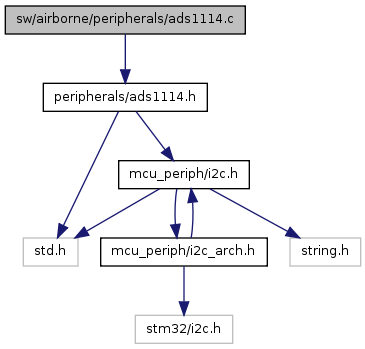 sw/airborne/peripherals/ads1114.c
peripherals/ads1114.h
mcu_periph/i2c.h
std.h
mcu_periph/i2c_arch.h
string.h
stm32/i2c.h